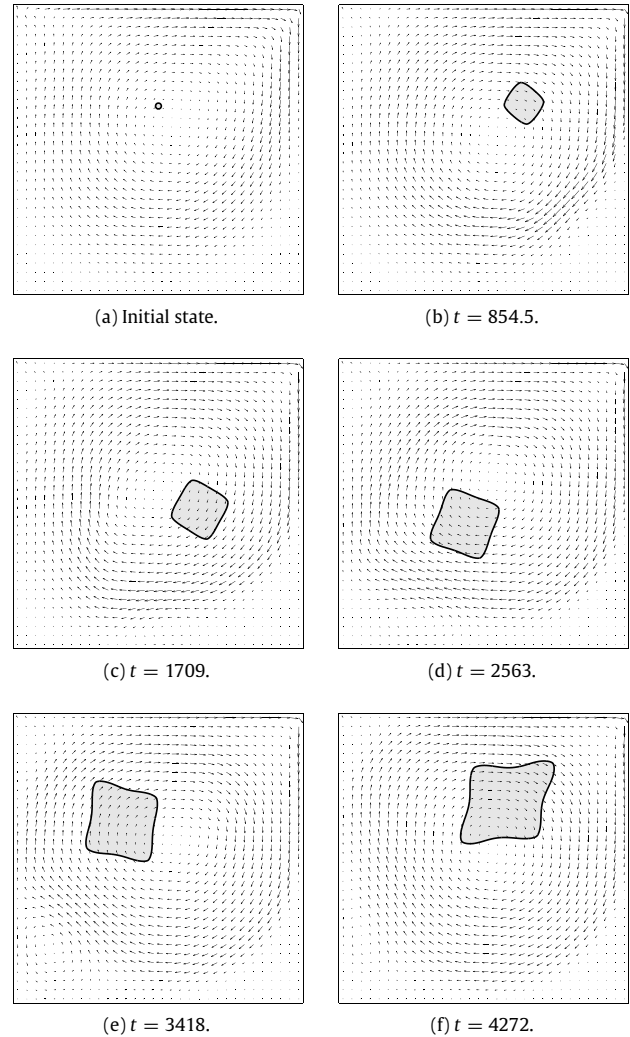 (a) Initial state.
(b) t = 854.5.
(c) t = 1709.
(d) t = 2563.
(e) t = 3418.
(f) t = 4272.